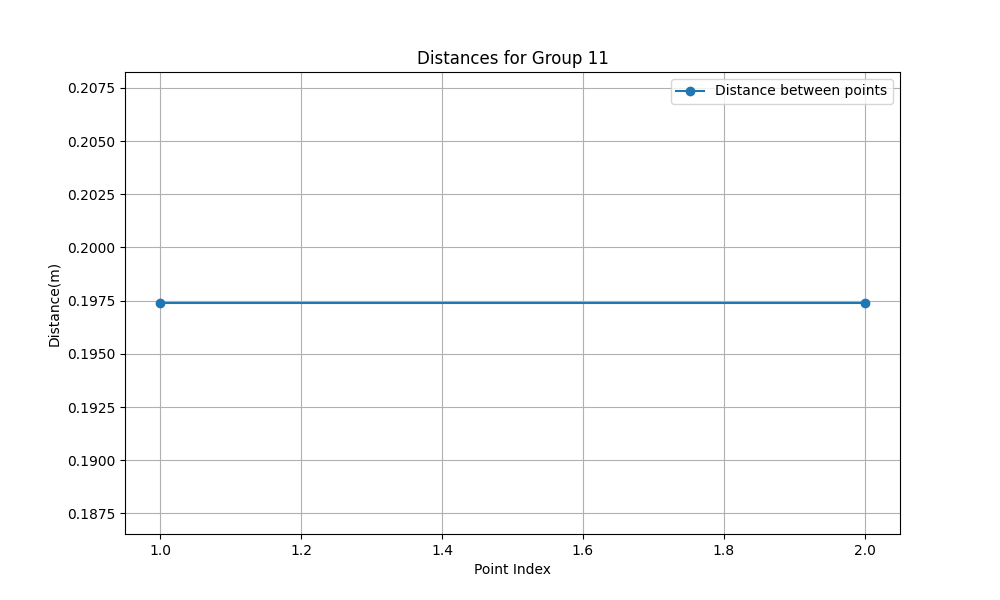 Distances for Group 11
Distance between points
0.2075
0.2050
0.2025
0.2000
0.1975
0.1950
0.1925
0.1900
0.1875
Distance(m)
1.0 1.2 1.4 1.6 1.8 2.0
Point Index